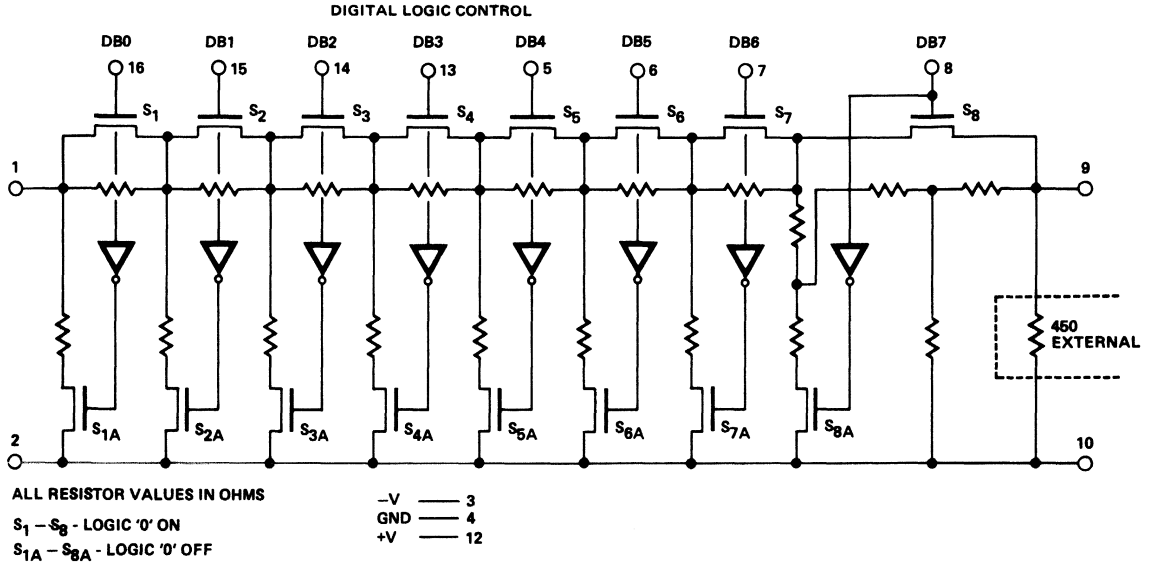 DIGITAL LOGIC CONTROL
DB0 DB1 DB2 DB3 DB4 DB5 DB6 DB7
16 15 14 13 5 6 7 8
S1 S2 S3 S4 S5 S6 S7 S8
1 9
450
EXTERNAL
S1A S2A S3A S4A S5A S6A S7A S8A
2 10
ALL RESISTOR VALUES IN OHMS
S1 – S8 - LOGIC '0' ON
S1A – S8A - LOGIC '0' OFF
–V 3
GND 4
+V 12